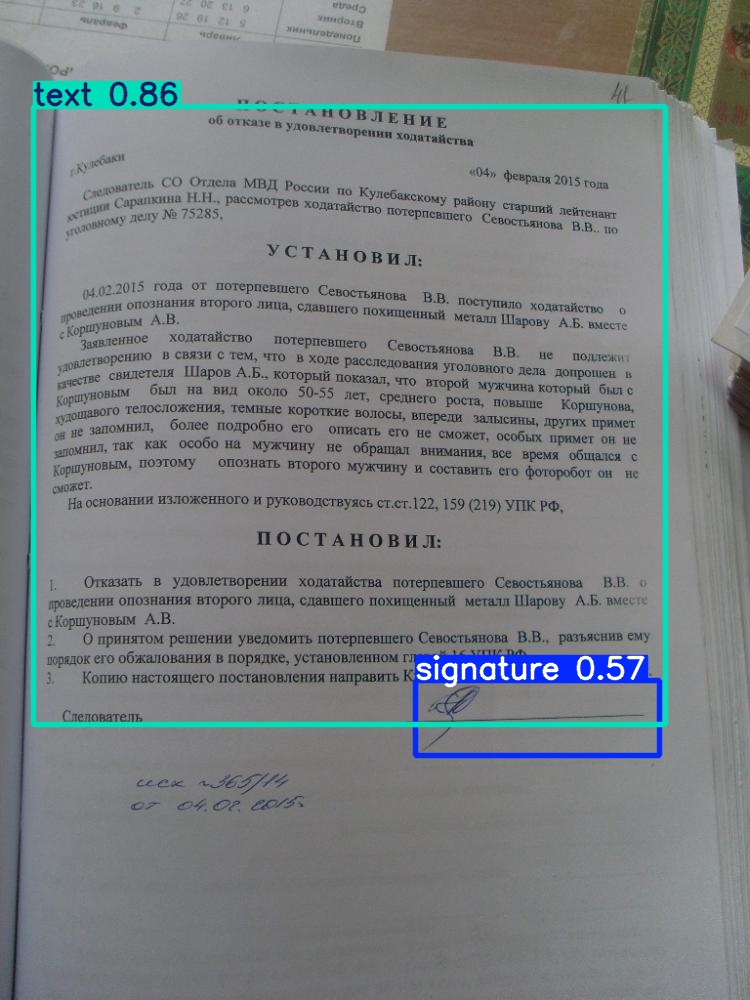 Среда
Вторник
Понедельник
6 13 20 27
5 12 19 26
Январь
2 9 16 23
Февраль
41
text 0.86
ПОСТАНОВЛЕНИЕ
об отказе в удовлетворении ходатайства
г.Кулебаки
«04» февраля 2015 года
Следователь СО Отдела МВД России по Кулебакскому району старший лейтенант
юстиции Сарапкина Н.Н., рассмотрев ходатайство потерпевшего Севостьянова В.В.. по
уголовному делу № 75285,
УСТАНОВИЛ:
04.02.2015 года от потерпевшего Севостьянова В.В. поступило ходатайство о
проведении опознания второго лица, сдавшего похищенный металл Шарову А.Б. вместе
с Коршуновым А.В.
Заявленное ходатайство потерпевшего Севостьянова В.В. не подлежит
удовлетворению в связи с тем, что в ходе расследования уголовного дела допрошен в
качестве свидетеля Шаров А.Б., который показал, что второй мужчина который был с
Коршуновым был на вид около 50-55 лет, среднего роста, повыше Коршунова,
худощавого телосложения, темные короткие волосы, впереди залысины, других примет
он не запомнил, более подробно его описать его не сможет, особых примет он не
запомнил, так как особо на мужчину не обращал внимания, все время общался с
Коршуновым, поэтому опознать второго мужчину и составить его фоторобот он не
сможет.
На основании изложенного и руководствуясь ст.ст.122, 159 (219) УПК РФ,
ПОСТАНОВИЛ:
1. Отказать в удовлетворении ходатайства потерпевшего Севостьянова В.В. о
проведении опознания второго лица, сдавшего похищенный металл Шарову А.Б. вместе
с Коршуновым А.В.
2. О принятом решении уведомить потерпевшего Севостьянова В.В., разъяснив ему
порядок его обжалования в порядке, установленном главой 16 УПК РФ
3. Копию настоящего постановления направить
signature 0.57
Следователь
исх №365/14
от 04.02.2015г